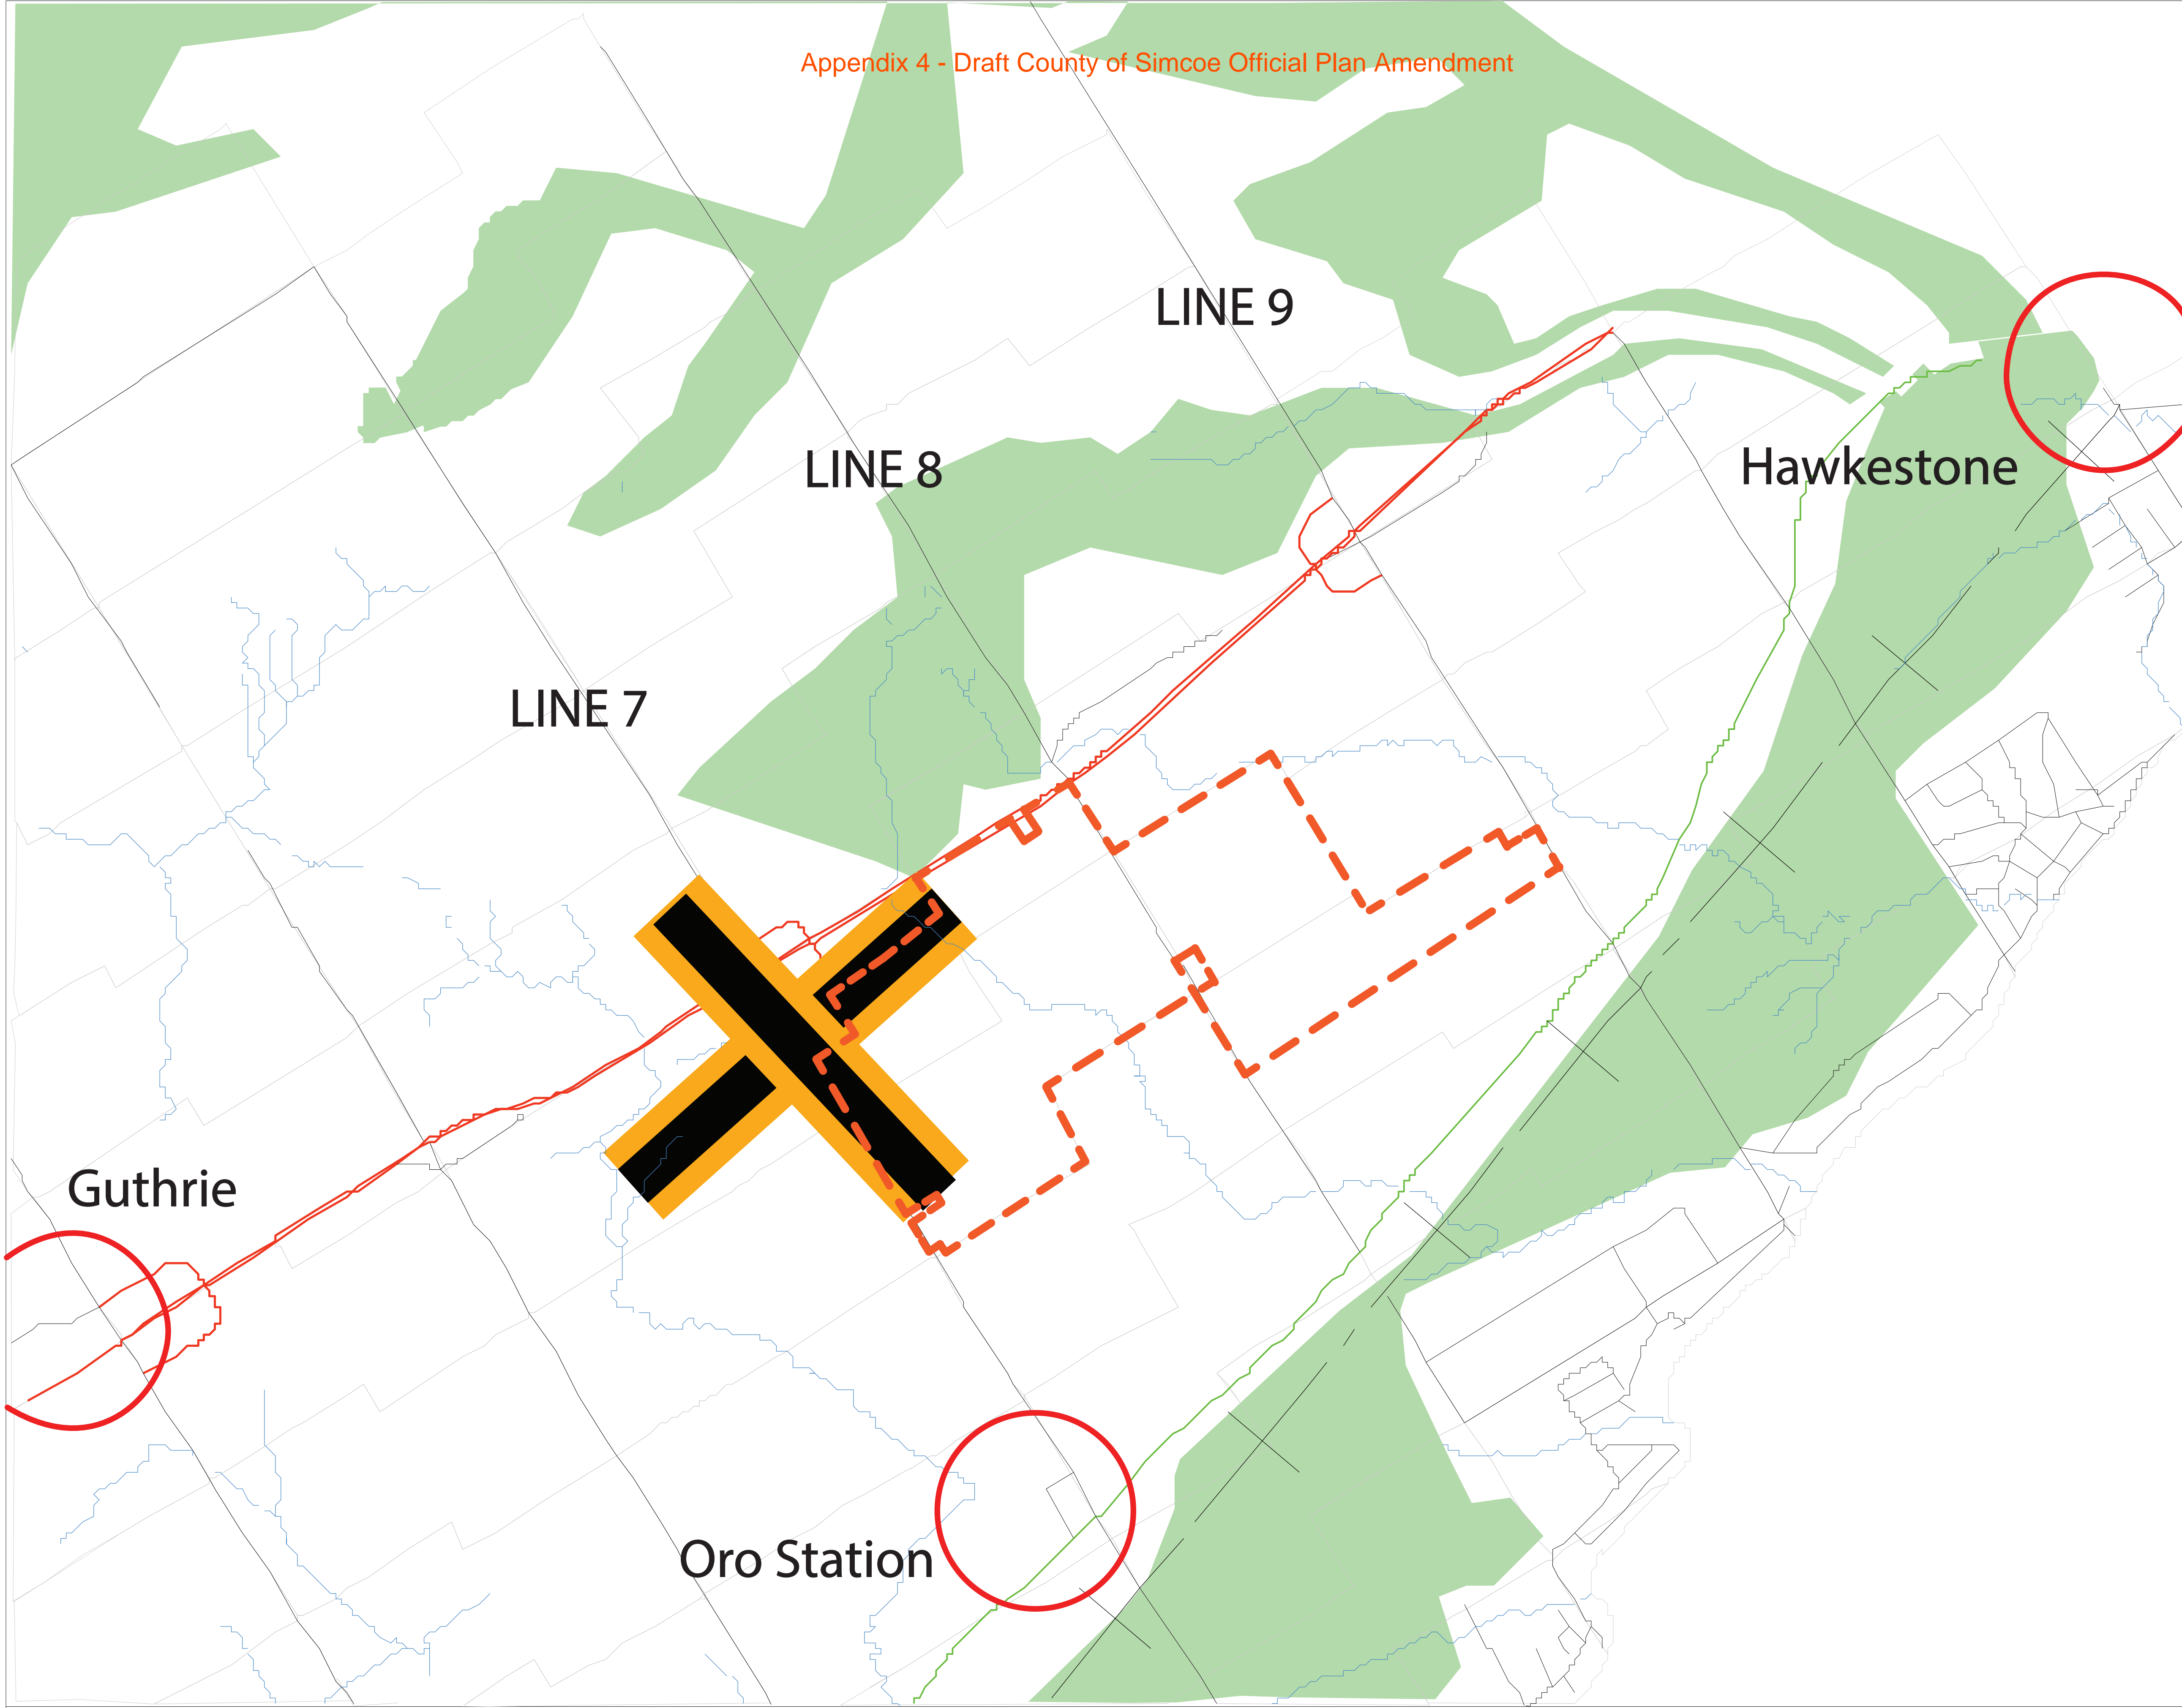 Appendix 4 - Draft County of Simcoe Official Plan Amendment
LINE 9
LINE 8
Hawkestone
LINE 7
Guthrie
Oro Station